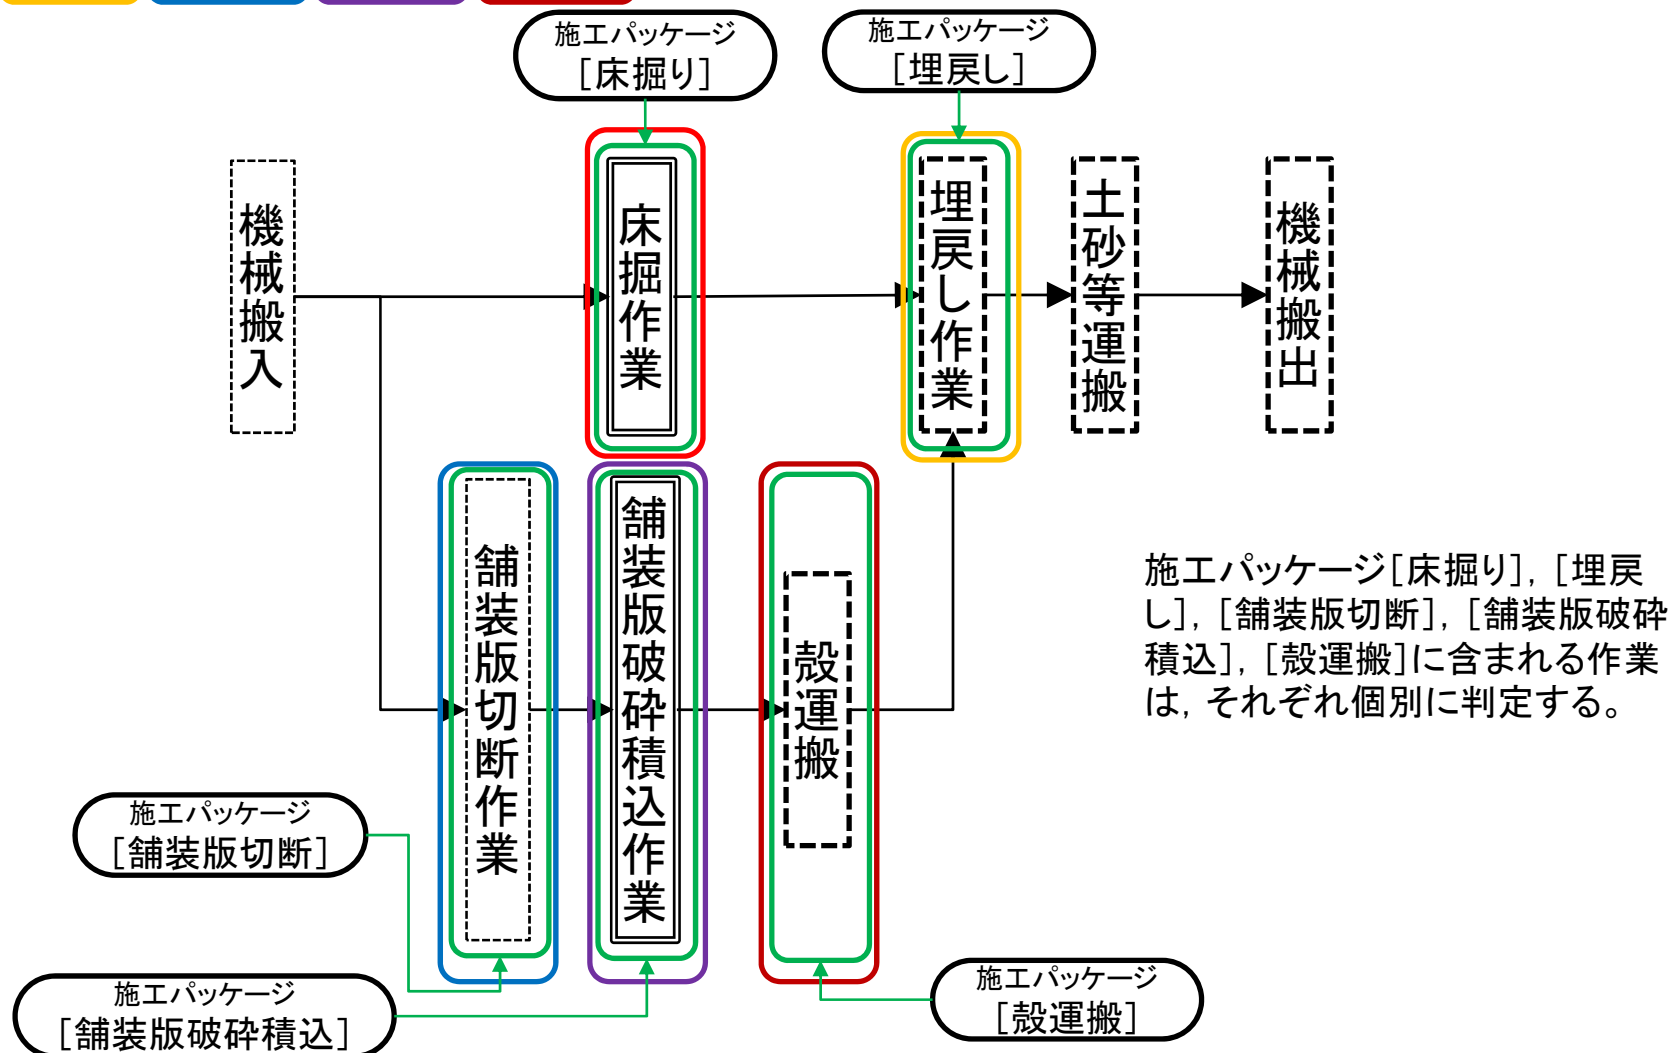 施工パッケージ
[床掘り]
施工パッケージ
[埋戻し]
機械搬入
床掘作業
埋戻し作業
土砂等運搬
機械搬出
舗装版切断作業
舗装版破砕積込作業
殻運搬
施工パッケージ[床掘り], [埋戻
し], [舗装版切断], [舗装版破砕
積込], [殻運搬]に含まれる作業
は, それぞれ個別に判定する。
施工パッケージ
[舗装版切断]
施工パッケージ
[舗装版破砕積込]
施工パッケージ
[殻運搬]